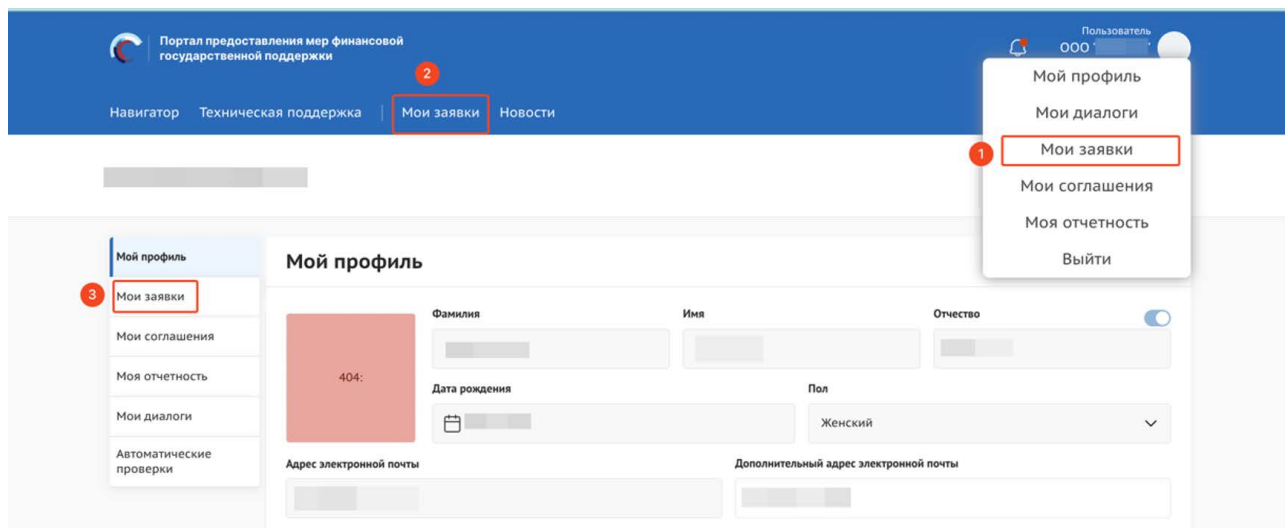 Портал предоставления мер финансовой
государственной поддержки
Пользователь
ООО
2
Навигатор Техническая поддержка Мои заявки Новости
Мой профиль
Мои диалоги
1 Мои заявки
Мои соглашения
Моя отчетность
Выйти
Мой профиль
3 Мои заявки
Мои соглашения
Моя отчетность
Мои диалоги
Автоматические
проверки
Мой профиль
Фамилия Имя Отчество
404:
Дата рождения Пол
Женский
Адрес электронной почты Дополнительный адрес электронной почты